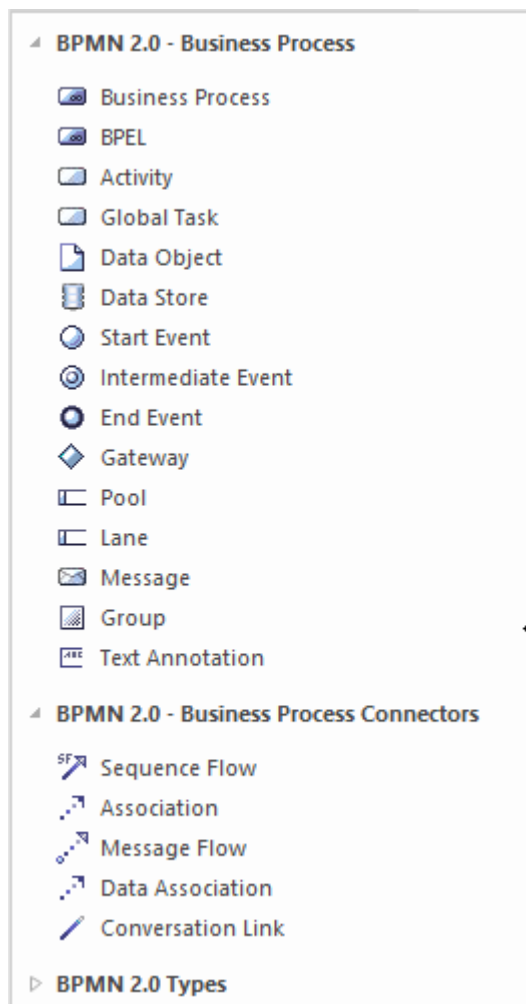 BPMN 2.0 - Business Process
Business Process
BPEL
Activity
Global Task
Data Object
Data Store
Start Event
Intermediate Event
End Event
Gateway
Pool
Lane
Message
Group
Text Annotation
BPMN 2.0 - Business Process Connectors
Sequence Flow
Association
Message Flow
Data Association
Conversation Link
BPMN 2.0 Types